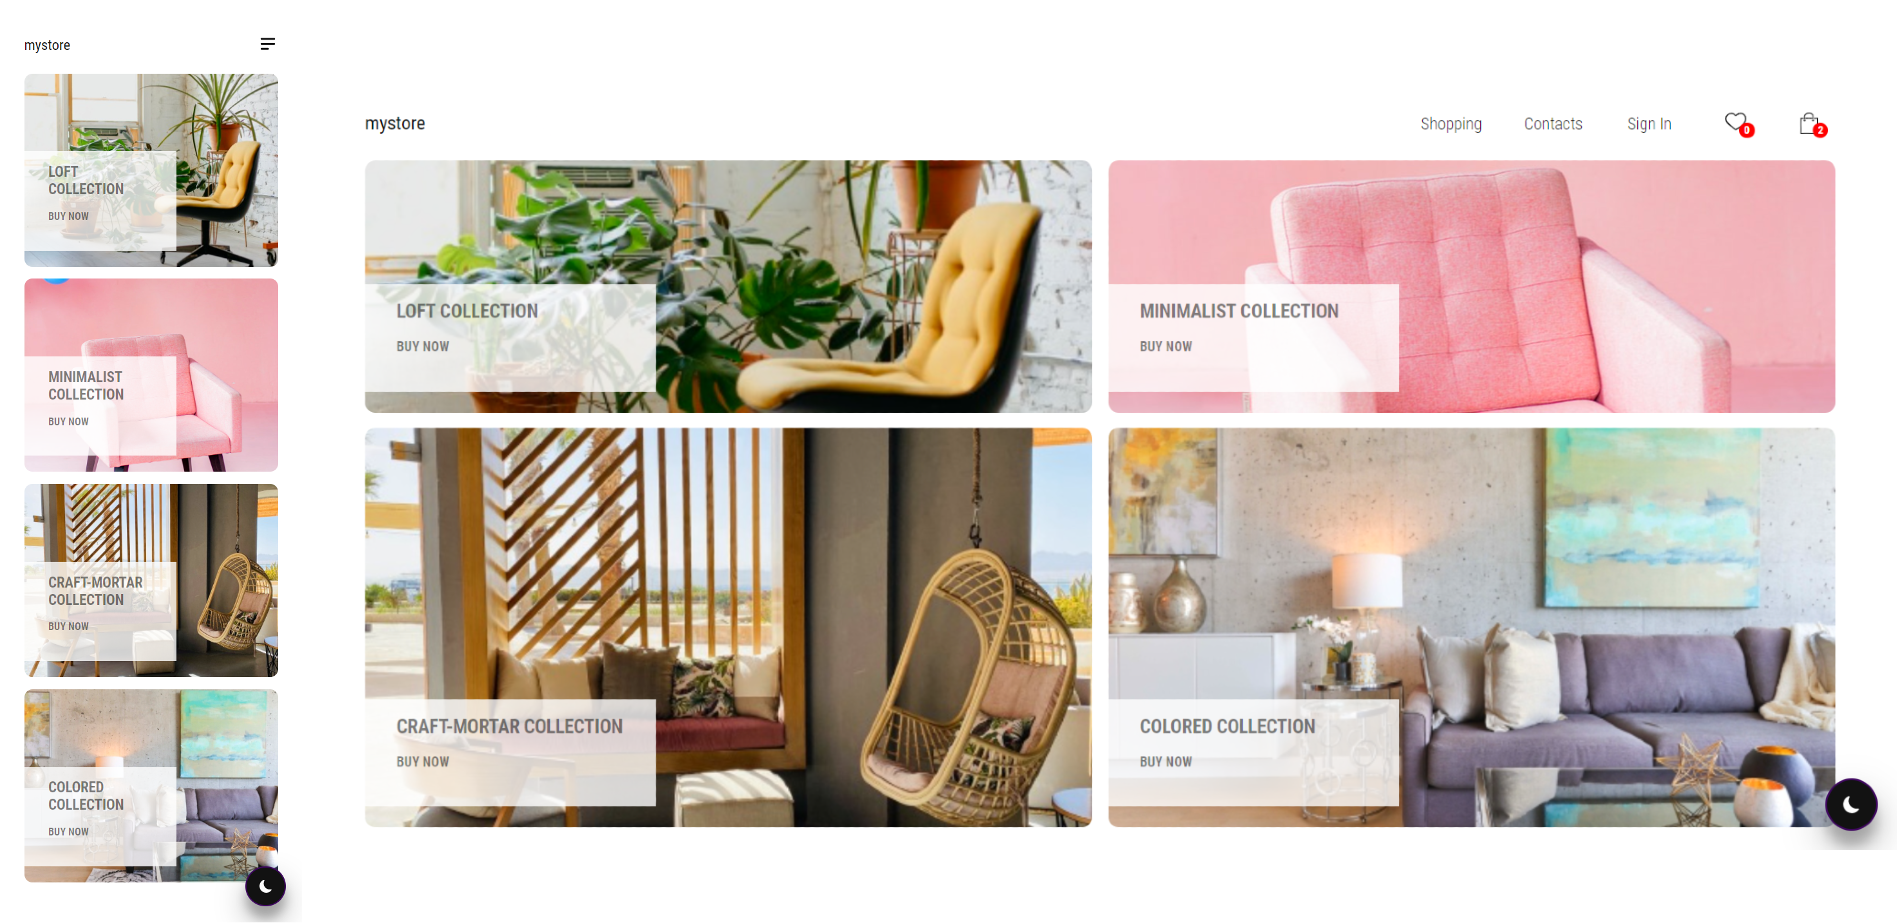 mystore
LOFT
COLLECTION
BUY NOW
MINIMALIST
COLLECTION
BUY NOW
CRAFT-MORTAR
COLLECTION
BUY NOW
COLORED
COLLECTION
BUY NOW
mystore
Shopping Contacts Sign In 0 2
LOFT COLLECTION
BUY NOW
MINIMALIST COLLECTION
BUY NOW
CRAFT-MORTAR COLLECTION
BUY NOW
COLORED COLLECTION
BUY NOW